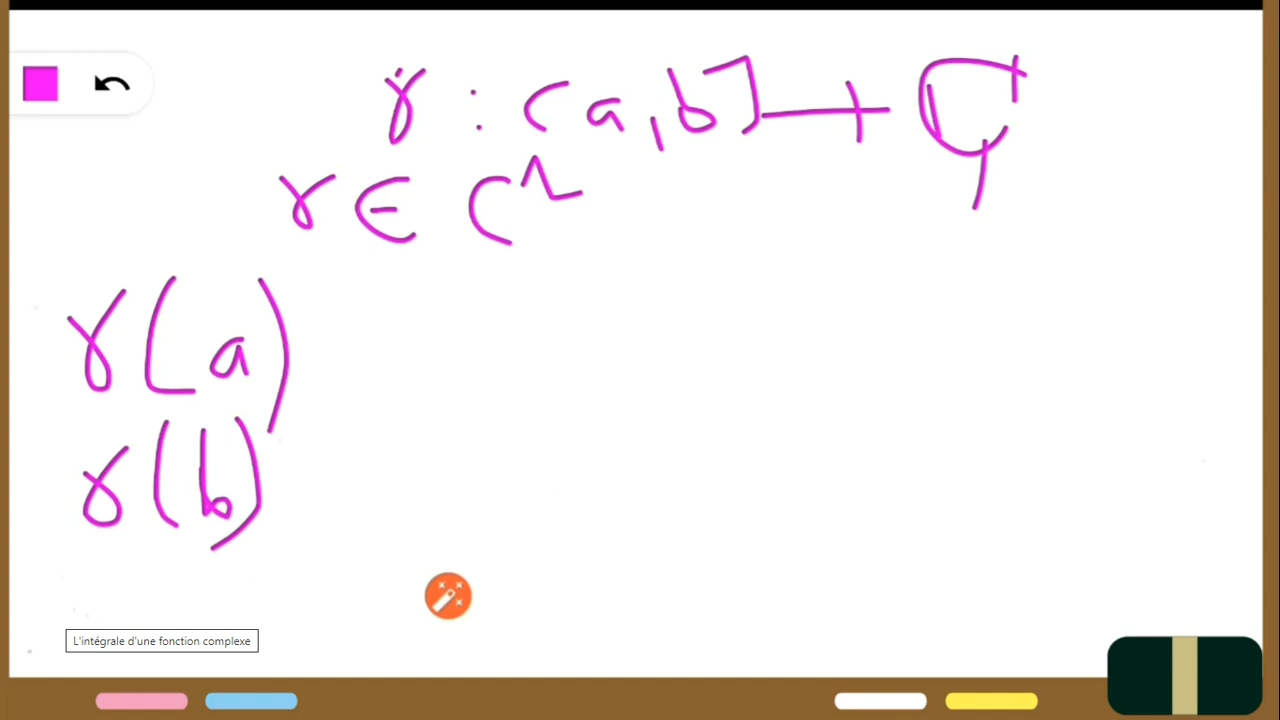 γ : [a,b] → ℂ
γ ∈ C¹
γ(a)
γ(b)
L'intégrale d'une fonction complexe